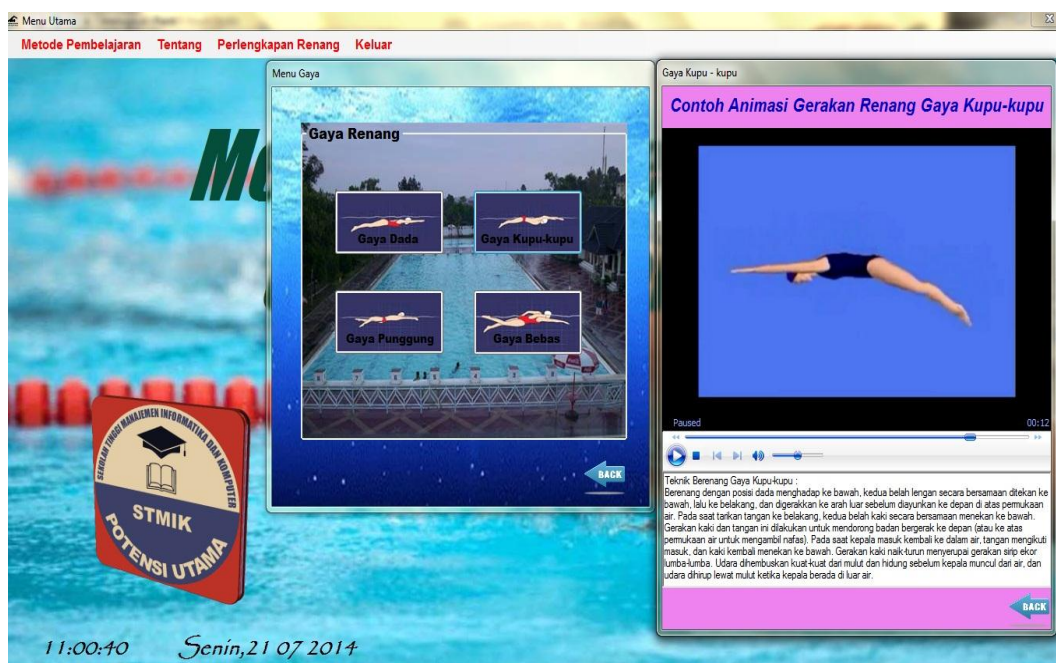 Menu Utama
Metode Pembelajaran Tentang Perlengkapan Renang Keluar
Menu Gaya
Gaya Renang
Gaya Dada
Gaya Kupu-kupu
Gaya Punggung
Gaya Bebas
BACK
Gaya Kupu - kupu
Contoh Animasi Gerakan Renang Gaya Kupu-kupu
Paused 00:12
Teknik Berenang Gaya Kupu-kupu :
Berenang dengan posisi dada menghadap ke bawah, kedua belah lengan secara bersamaan ditekan ke
bawah, lalu ke belakang, dan digerakkan ke arah luar sebelum diayunkan ke depan di atas permukaan
air. Pada saat tarikan tangan ke belakang, kedua belah kaki secara bersamaan menekan ke bawah.
Gerakan kaki dan tangan ini dilakukan untuk mendorong badan bergerak ke depan (atau ke atas
permukaan air untuk mengambil nafas). Pada saat kepala masuk kembali ke dalam air, tangan mengikuti
masuk, dan kaki kembali menekan ke bawah. Gerakan kaki naik-turun menyerupai gerakan sirip ekor
lumba-lumba. Udara dihembuskan kuat-kuat dari mulut dan hidung sebelum kepala muncul dari air, dan
udara dihirup lewat mulut ketika kepala berada di luar air.
BACK
SEKOLAH TINGGI MANAJEMEN INFORMATIKA DAN KOMPUTER
STMIK
POTENSI UTAMA
11:00:40 Senin,21 07 2014